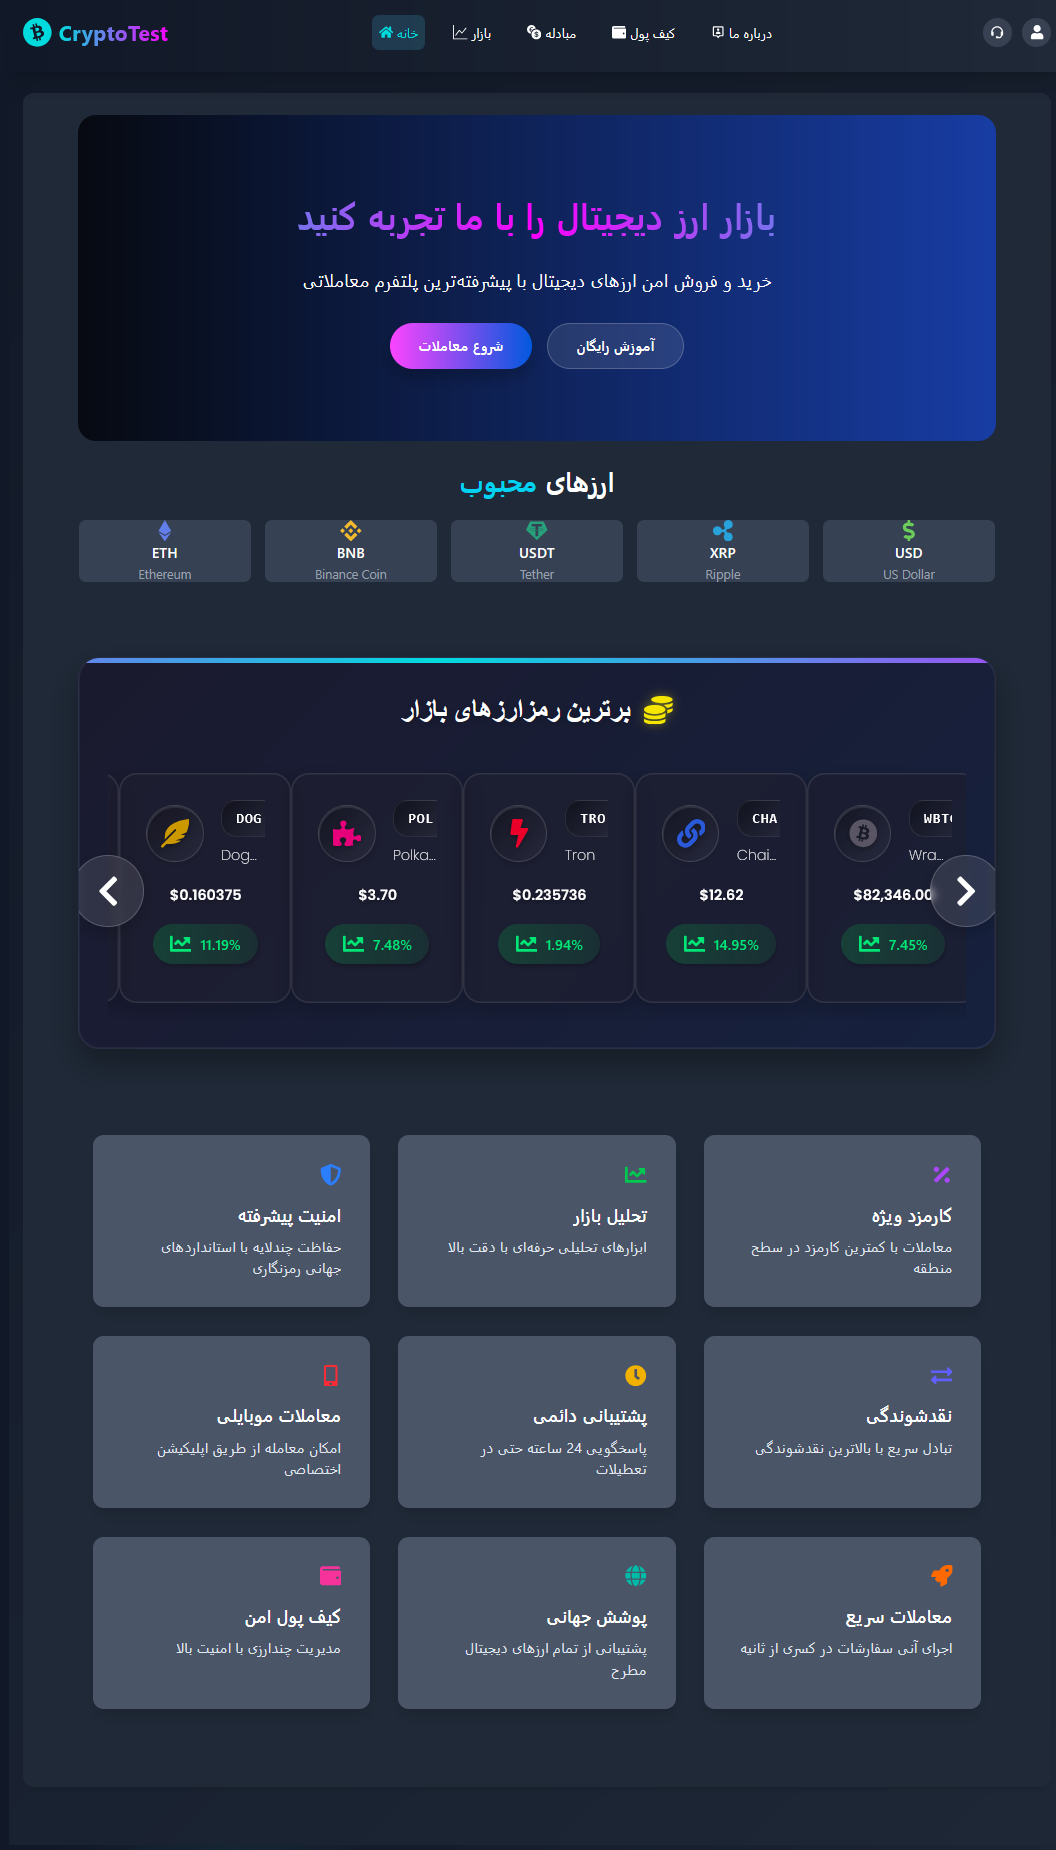 CryptoTest
خانه
بازار
مبادله
کیف پول
درباره ما
بازار ارز دیجیتال را با ما تجربه کنید
خرید و فروش امن ارزهای دیجیتال با پیشرفته‌ترین پلتفرم معاملاتی
شروع معاملات
آموزش رایگان
ارزهای محبوب
ETH
Ethereum
BNB
Binance Coin
USDT
Tether
XRP
Ripple
USD
US Dollar
برترین رمزارزهای بازار
DOG
Dog...
$0.160375
11.19%
POL
Polka...
$3.70
7.48%
TRO
Tron
$0.235736
1.94%
CHA
Chai...
$12.62
14.95%
WBT
Wra...
$82,346.00
7.45%
کارمزد ویژه
معاملات با کمترین کارمزد در سطح
منطقه
تحلیل بازار
ابزارهای تحلیلی حرفه‌ای با دقت بالا
امنیت پیشرفته
حفاظت چندلایه با استانداردهای
جهانی رمزنگاری
نقدشوندگی
تبادل سریع با بالاترین نقدشوندگی
پشتیبانی دائمی
پاسخگویی 24 ساعته حتی در
تعطیلات
معاملات موبایلی
امکان معامله از طریق اپلیکیشن
اختصاصی
معاملات سریع
اجرای آنی سفارشات در کسری از ثانیه
پوشش جهانی
پشتیبانی از تمام ارزهای دیجیتال
مطرح
کیف پول امن
مدیریت چندارزی با امنیت بالا